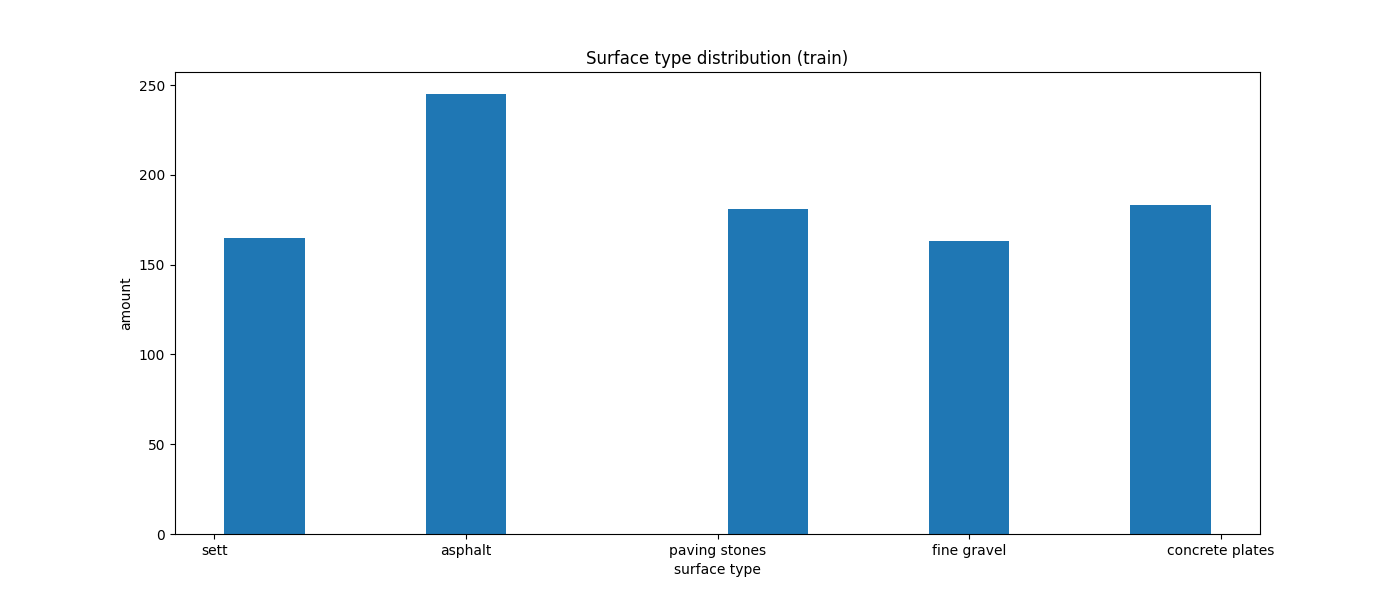 Surface type distribution (train)
250
200
150
100
50
0
amount
sett asphalt paving stones fine gravel concrete plates
surface type